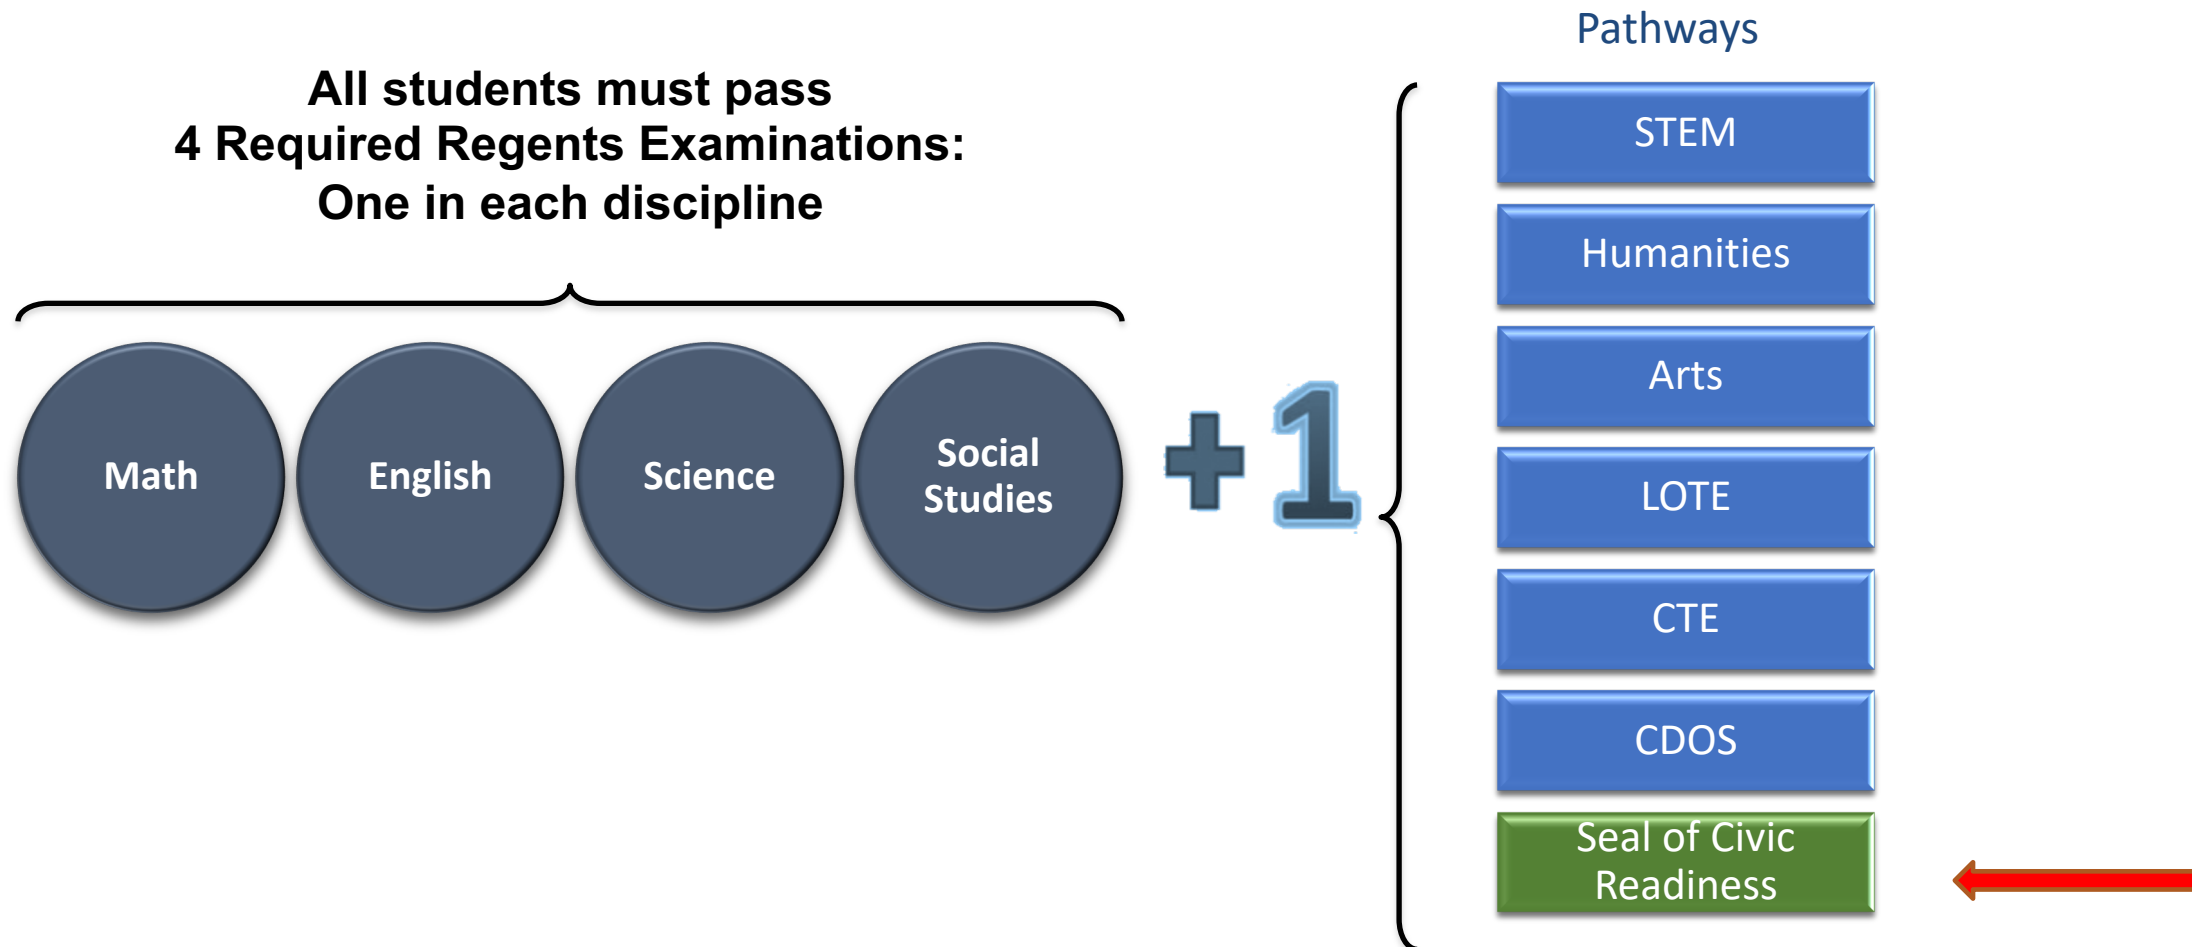 Pathways
All students must pass
4 Required Regents Examinations:
One in each discipline
Math
English
Science
Social
Studies
+1
STEM
Humanities
Arts
LOTE
CTE
CDOS
Seal of Civic
Readiness